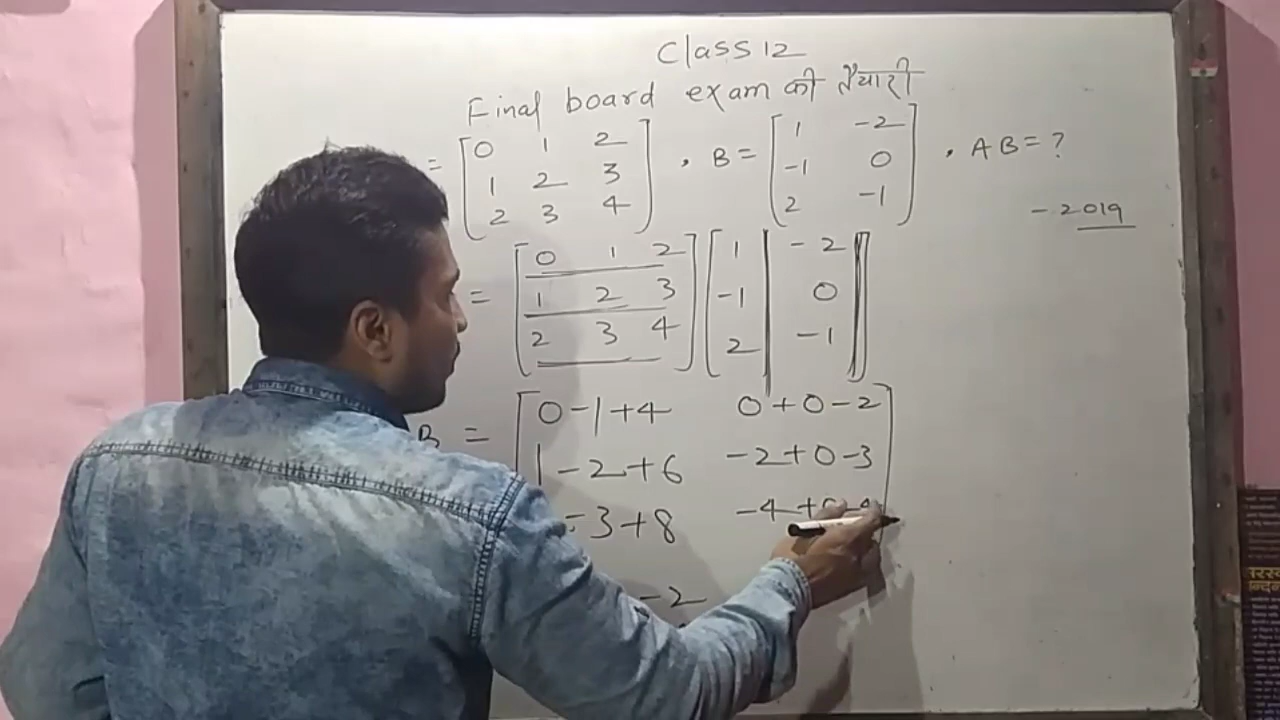 Class 12
Final board exam की तैयारी
= [0 1 2 . B = [1 -2 . AB = ?
1 2 3 -1 0
2 3 4] 2 -1] - 2019
= [0 1 2] [1 -2]
1 2 3 -1 0
2 3 4 2 -1
B = [0-1+4 0+0-2]
1-2+6 -2+0-3
-3+8 -4+0-4
-2